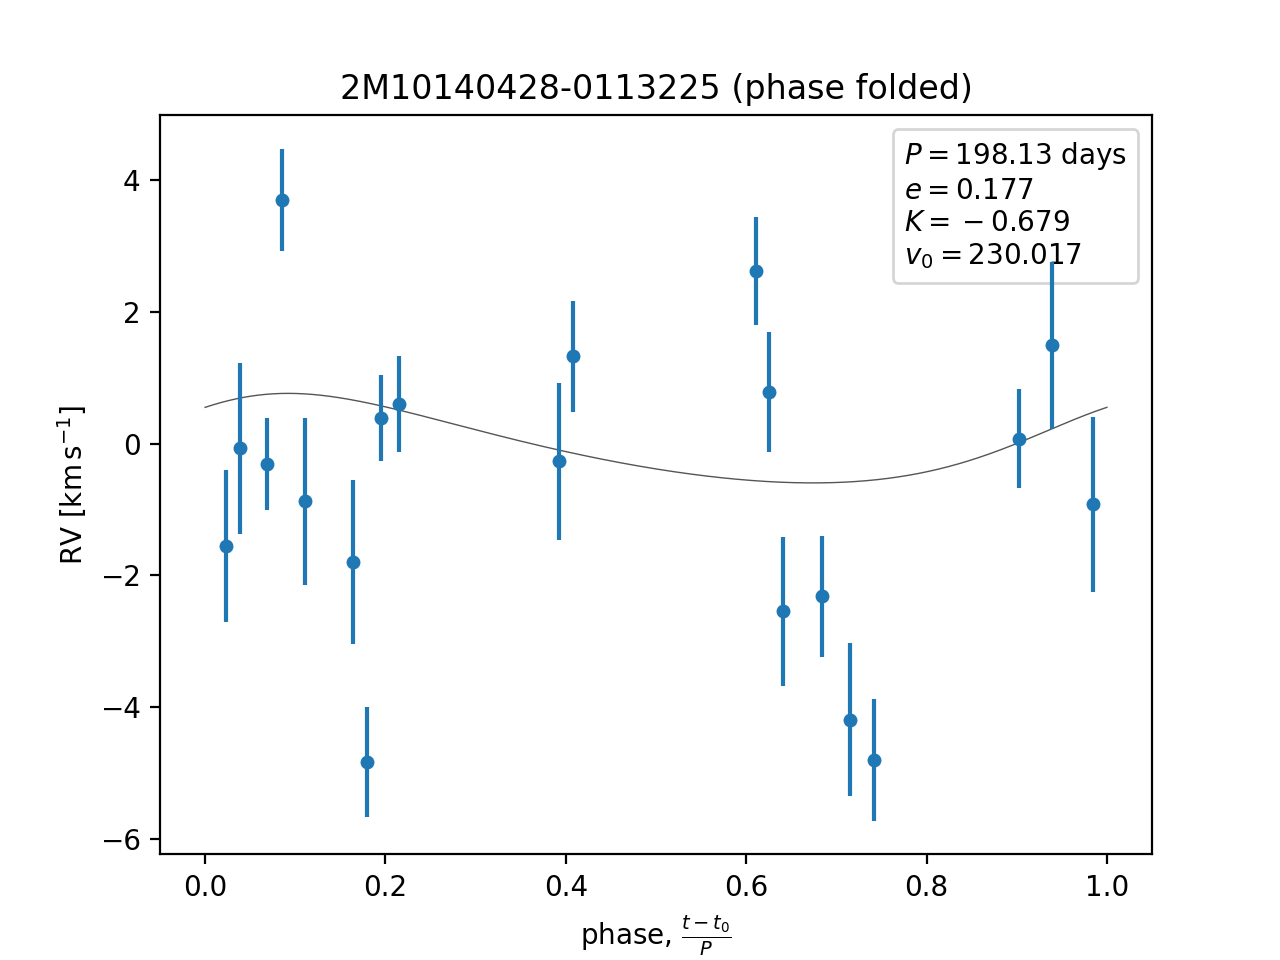 2M10140428-0113225 (phase folded)
P = 198.13 days
e = 0.177
K = −0.679
v₀ = 230.017
4
2
0
−2
−4
−6
RV [km s⁻¹]
0.0 0.2 0.4 0.6 0.8 1.0
phase, (t − t₀)/P